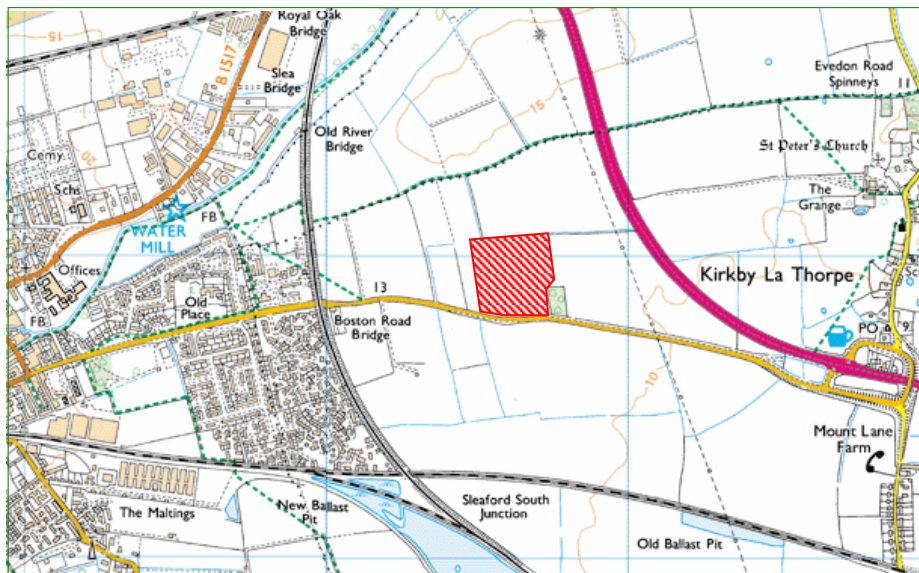 Royal Oak
Bridge
15
B 1517
Slea
Bridge
Evedon Road
Spinneys
11
15
Old River
Bridge
Cemy
20
St Peter's Church
Schs
The
Grange
FB
WATER
MILL
Kirkby La Thorpe
Offices
Old
Place
13
FB
Boston Road
Bridge
PO
9
10
Mount Lane
Farm
The Maltings
New Ballast
Pit
Sleaford South
Junction
Old Ballast Pit